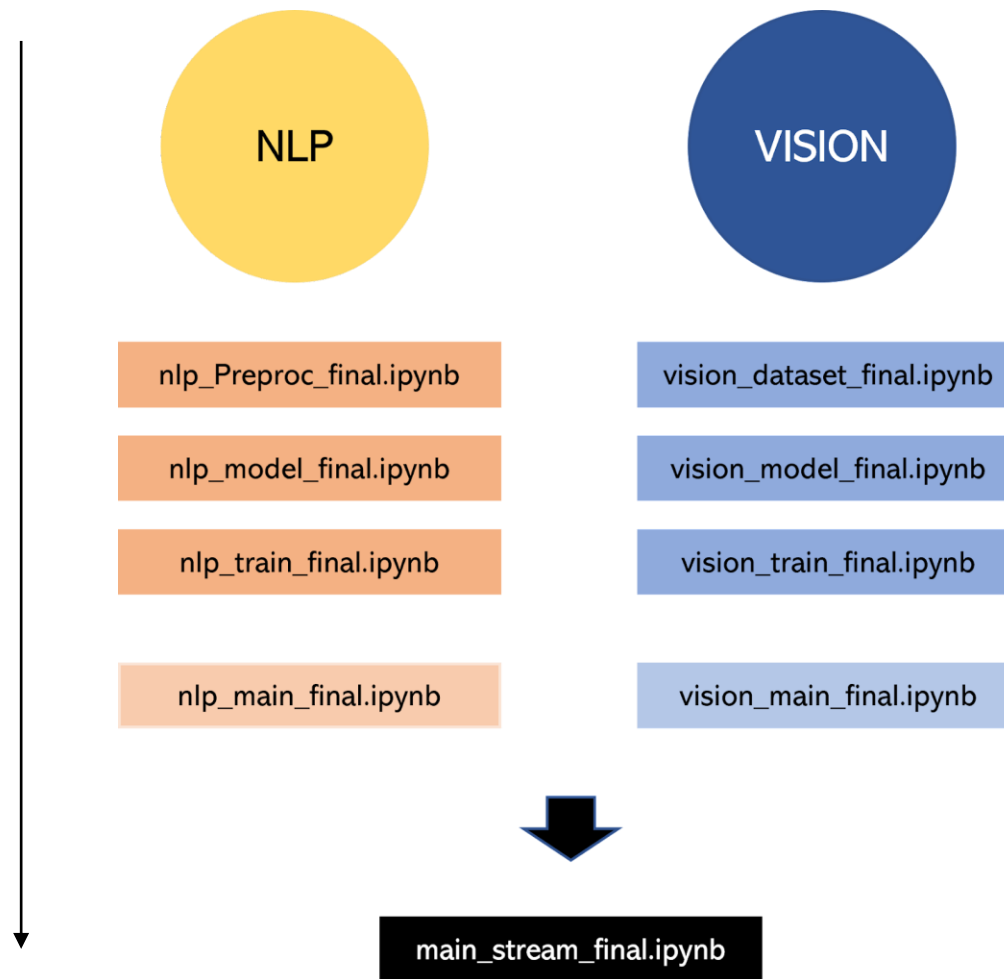 NLP
VISION
nlp_Preproc_final.ipynb
vision_dataset_final.ipynb
nlp_model_final.ipynb
vision_model_final.ipynb
nlp_train_final.ipynb
vision_train_final.ipynb
nlp_main_final.ipynb
vision_main_final.ipynb
main_stream_final.ipynb